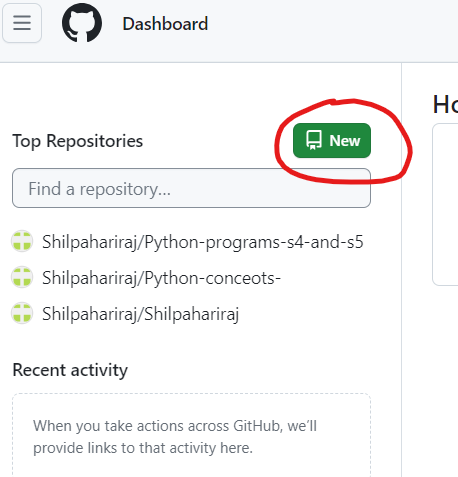 Dashboard
Ho
Top Repositories
New
Find a repository…
Shilpahariraj/Python-programs-s4-and-s5
Shilpahariraj/Python-conceots-
Shilpahariraj/Shilpahariraj
Recent activity
When you take actions across GitHub, we'll
provide links to that activity here.